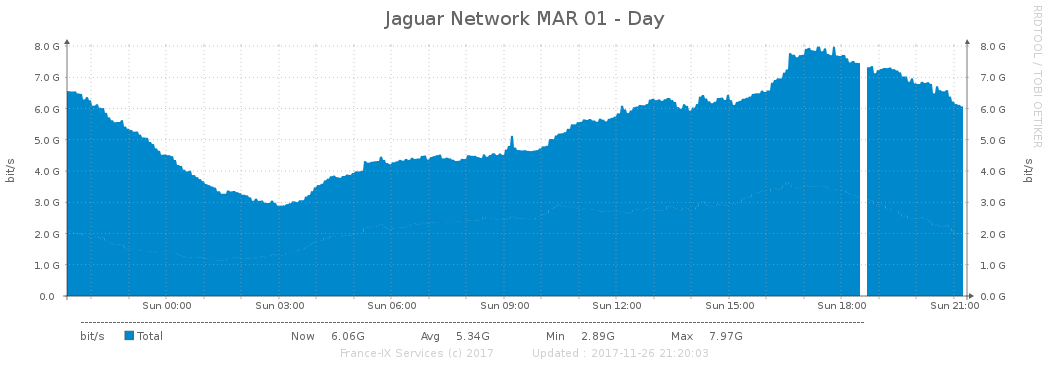 Jaguar Network MAR 01 - Day
RRDTOOL / TOBI OETIKER
bit/s
8.0 G
7.0 G
6.0 G
5.0 G
4.0 G
3.0 G
2.0 G
1.0 G
0.0
8.0 G
7.0 G
6.0 G
5.0 G
4.0 G
3.0 G
2.0 G
1.0 G
0.0 G
bit/s
Sun 00:00 Sun 03:00 Sun 06:00 Sun 09:00 Sun 12:00 Sun 15:00 Sun 18:00 Sun 21:00
bit/s Total Now 6.06G Avg 5.34G Min 2.89G Max 7.97G
France-IX Services (c) 2017 Updated : 2017-11-26 21:20:03